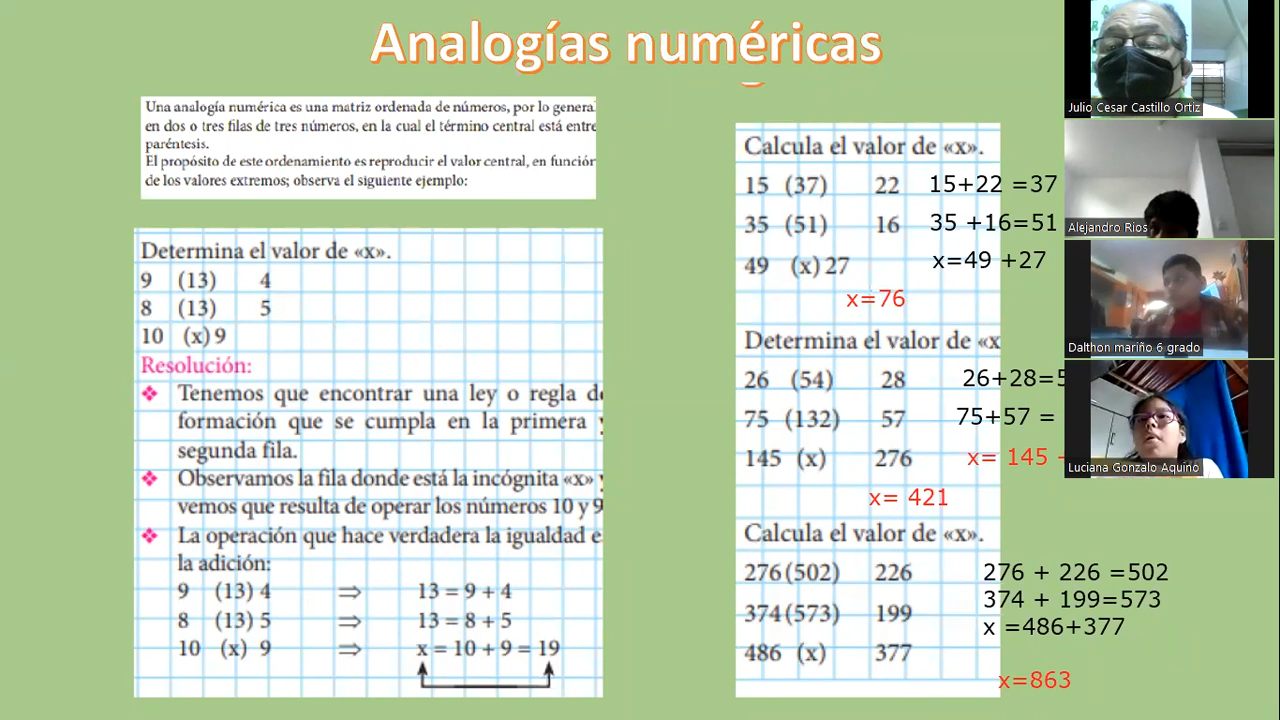 Analogías numéricas
Una analogía numérica es una matriz ordenada de números, por lo genera
en dos o tres filas de tres números, en la cual el término central está entre
paréntesis.
El propósito de este ordenamiento es reproducir el valor central, en función
de los valores extremos; observa el siguiente ejemplo:
Determina el valor de «x».
9 (13) 4
8 (13) 5
10 (x) 9
Resolución:
❖ Tenemos que encontrar una ley o regla de
formación que se cumpla en la primera y
segunda fila.
❖ Observamos la fila donde está la incógnita «x» y
vemos que resulta de operar los números 10 y 9
❖ La operación que hace verdadera la igualdad e
la adición:
9 (13) 4 ⇒ 13 = 9 + 4
8 (13) 5 ⇒ 13 = 8 + 5
10 (x) 9 ⇒ x = 10 + 9 = 19
Calcula el valor de «x».
15 (37) 22 15+22 =37
35 (51) 16 35 +16=51
49 (x) 27 x=49 +27
x=76
Determina el valor de «x
26 (54) 28 26+28=5
75 (132) 57 75+57 =
145 (x) 276 x= 145 +
x= 421
Calcula el valor de «x».
276 (502) 226 276 + 226 =502
374 (573) 199 374 + 199=573
486 (x) 377 x =486+377
x=863
Julio Cesar Castillo Ortiz
Alejandro Rios
Dalthon mariño 6 grado
Luciana Gonzalo Aquino